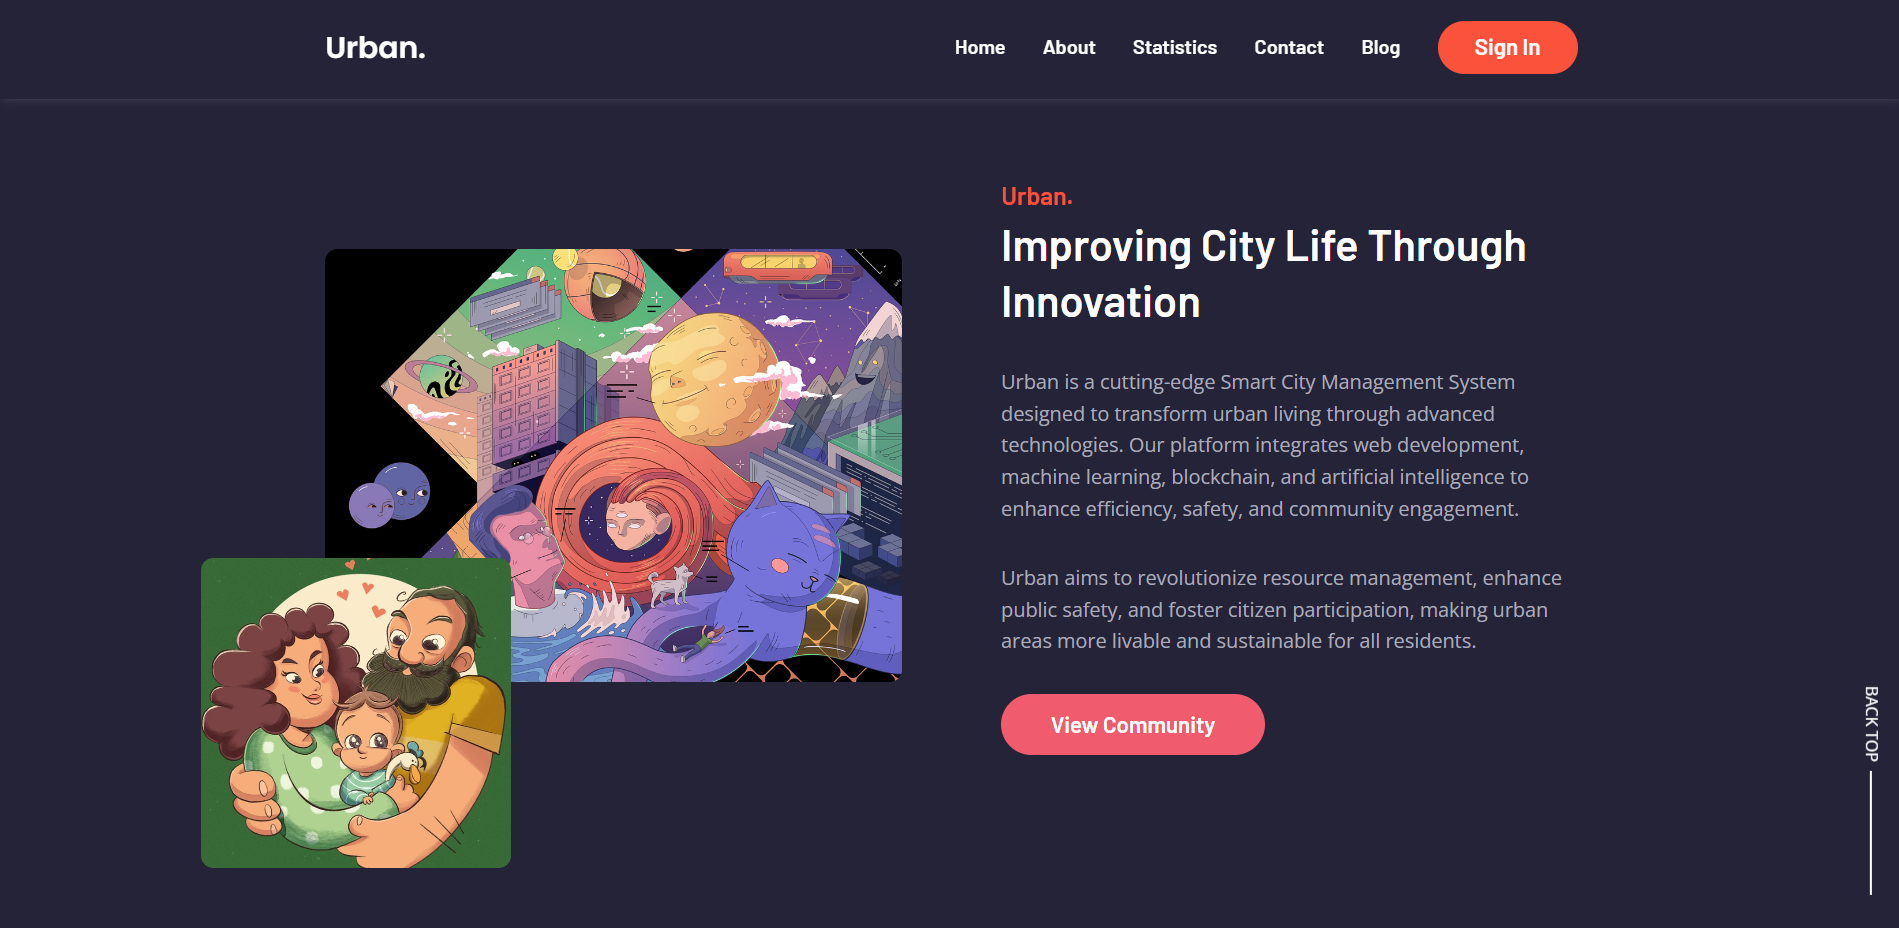 Urban.
Home
About
Statistics
Contact
Blog
Sign In
Urban.
Improving City Life Through
Innovation
Urban is a cutting-edge Smart City Management System
designed to transform urban living through advanced
technologies. Our platform integrates web development,
machine learning, blockchain, and artificial intelligence to
enhance efficiency, safety, and community engagement.
Urban aims to revolutionize resource management, enhance
public safety, and foster citizen participation, making urban
areas more livable and sustainable for all residents.
View Community
BACK TOP